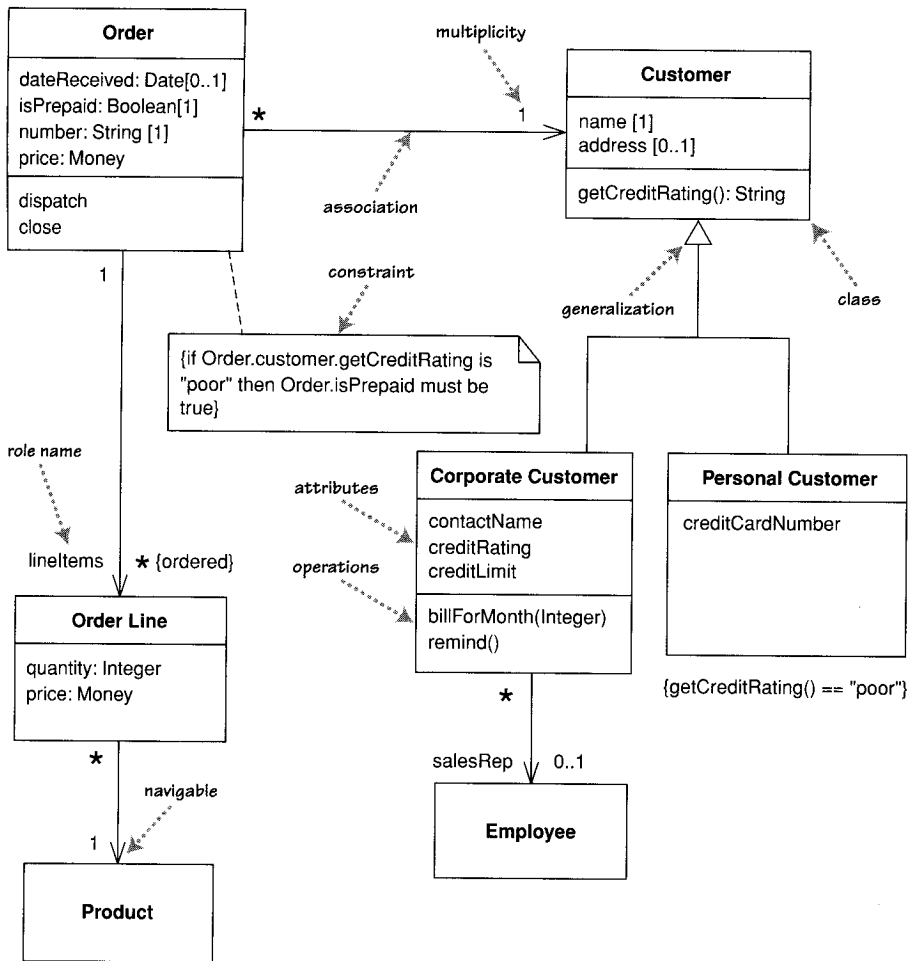 Order
dateReceived: Date[0..1]
isPrepaid: Boolean[1]
number: String [1]
price: Money
dispatch
close
*
1
multiplicity
association
Customer
name [1]
address [0..1]
getCreditRating(): String
generalization
class
1
constraint
{if Order.customer.getCreditRating is
"poor" then Order.isPrepaid must be
true}
role name
lineItems
* {ordered}
Order Line
quantity: Integer
price: Money
*
navigable
1
Product
attributes
operations
Corporate Customer
contactName
creditRating
creditLimit
billForMonth(Integer)
remind()
*
salesRep
0..1
Employee
Personal Customer
creditCardNumber
{getCreditRating() == "poor"}